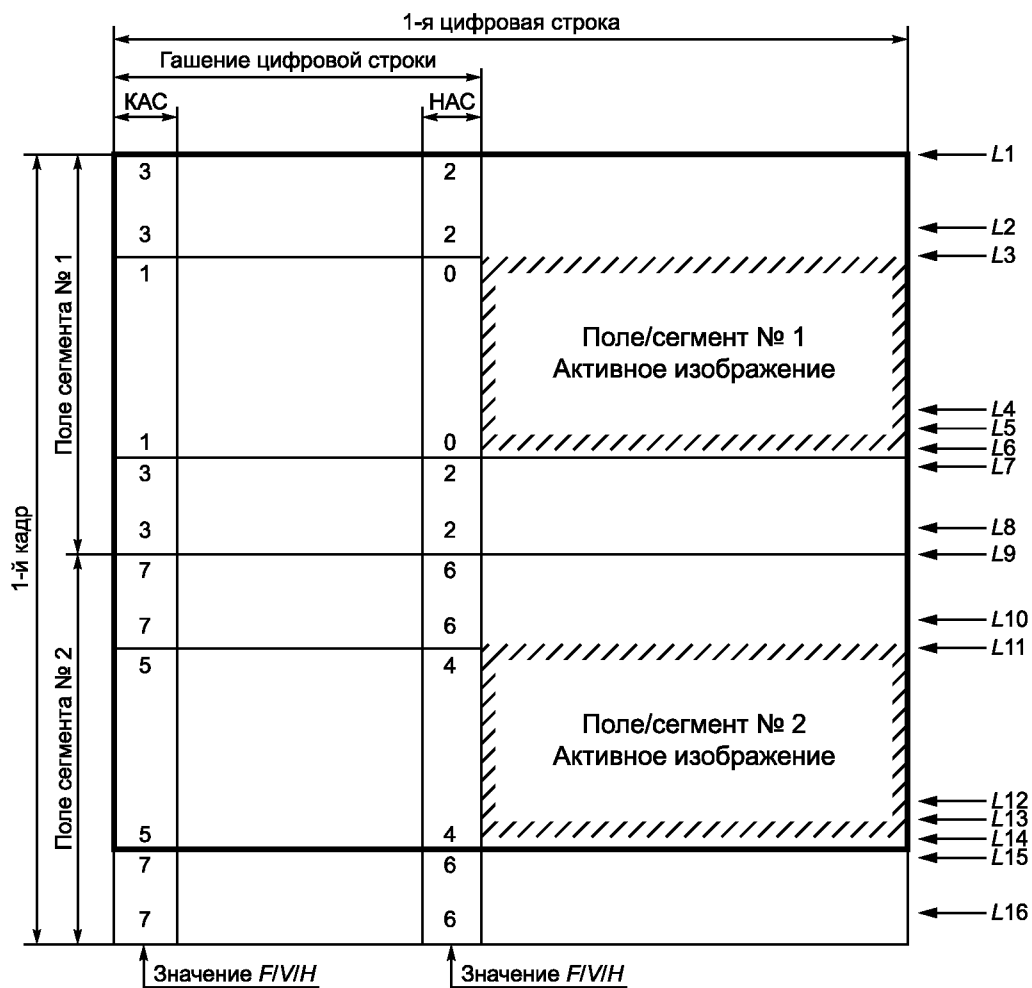 1-я цифровая строка
Гашение цифровой строки
КАС НАС
3 2 L1
3 2 L2
L3
1 0
Поле/сегмент № 1
Активное изображение
L4
L5
1 0 L6
3 2 L7
3 2 L8
L9
7 6
7 6 L10
L11
5 4
Поле/сегмент № 2
Активное изображение
L12
L13
5 4 L14
7 6 L15
7 6 L16
1-й кадр
Поле сегмента № 1
Поле сегмента № 2
Значение F/V/H Значение F/V/H